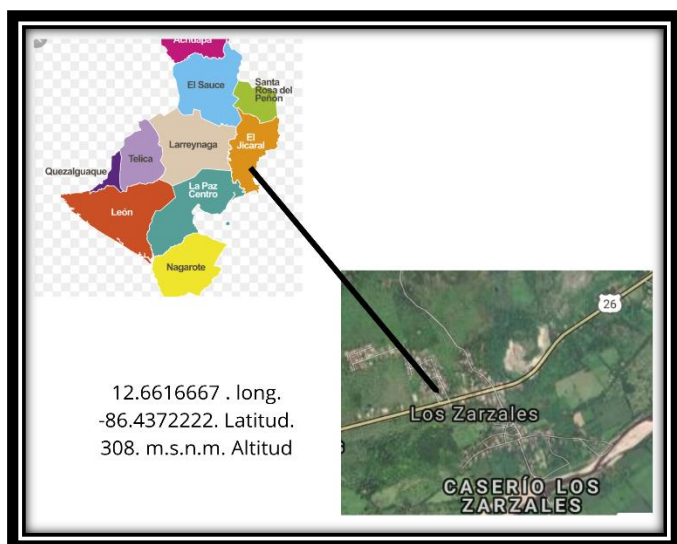 Achuapa
El Sauce
Santa
Rosa del
Peñón
El
Jicaral
Larreynaga
Telica
Quezalguaque
La Paz
Centro
León
Nagarote
26
Los Zarzales
CASERÍO LOS
ZARZALES
12.6616667 . long.
-86.4372222. Latitud.
308. m.s.n.m. Altitud